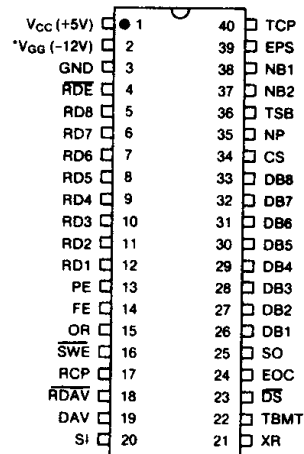 VCC (+5V) 1 40 TCP
*VGG (-12V) 2 39 EPS
GND 3 38 NB1
R̅D̅E̅ 4 37 NB2
RD8 5 36 TSB
RD7 6 35 NP
RD6 7 34 CS
RD5 8 33 DB8
RD4 9 32 DB7
RD3 10 31 DB6
RD2 11 30 DB5
RD1 12 29 DB4
PE 13 28 DB3
FE 14 27 DB2
OR 15 26 DB1
S̅W̅E̅ 16 25 SO
RCP 17 24 EOC
R̅D̅A̅V̅ 18 23 D̅S̅
DAV 19 22 TBMT
SI 20 21 XR